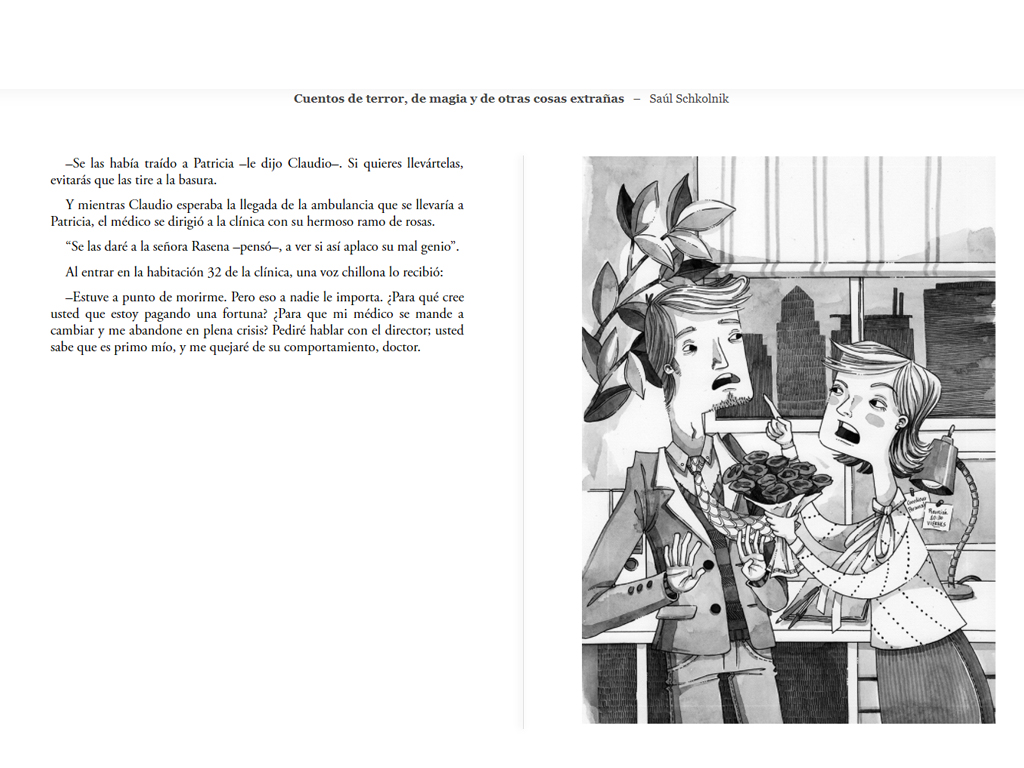 Cuentos de terror, de magia y de otras cosas extrañas – Saúl Schkolnik
–Se las había traído a Patricia –le dijo Claudio–. Si quieres llevártelas,
evitarás que las tire a la basura.
Y mientras Claudio esperaba la llegada de la ambulancia que se llevaría a
Patricia, el médico se dirigió a la clínica con su hermoso ramo de rosas.
“Se las daré a la señora Rasena –pensó–, a ver si así aplaco su mal genio”.
Al entrar en la habitación 32 de la clínica, una voz chillona lo recibió:
–Estuve a punto de morirme. Pero eso a nadie le importa. ¿Para qué cree
usted que estoy pagando una fortuna? ¿Para que mi médico se mande a
cambiar y me abandone en plena crisis? Pediré hablar con el director; usted
sabe que es primo mío, y me quejaré de su comportamiento, doctor.
Reunión
10:30
VIERNES